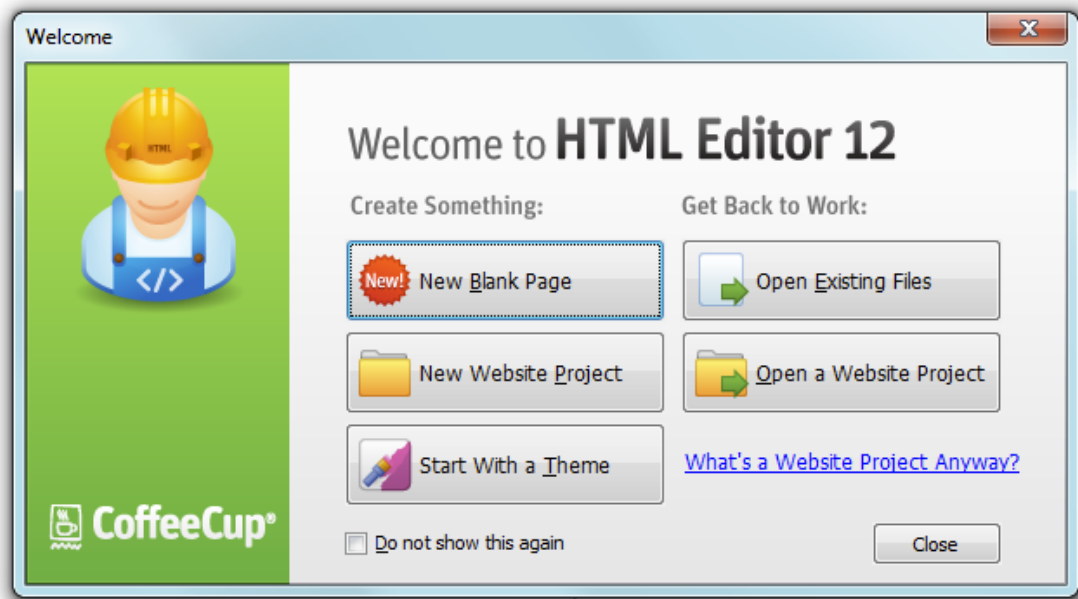 Welcome
X
HTML
</>
Welcome to HTML Editor 12
Create Something:
Get Back to Work:
New! New Blank Page
Open Existing Files
New Website Project
Open a Website Project
Start With a Theme
What's a Website Project Anyway?
CoffeeCup®
Do not show this again
Close